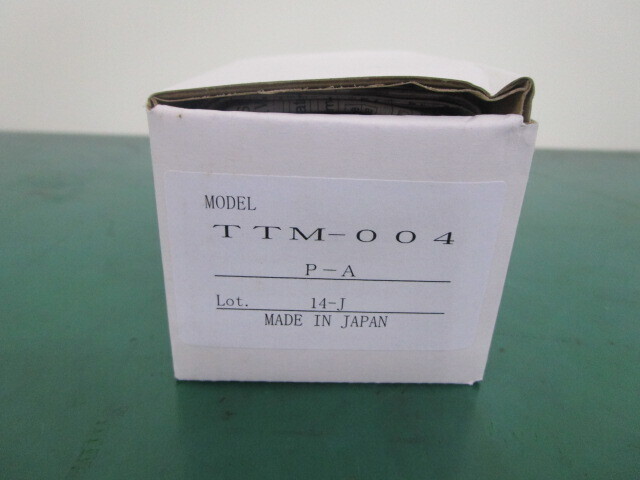 MODEL
TTM-004
P-A
Lot. 14-J
MADE IN JAPAN